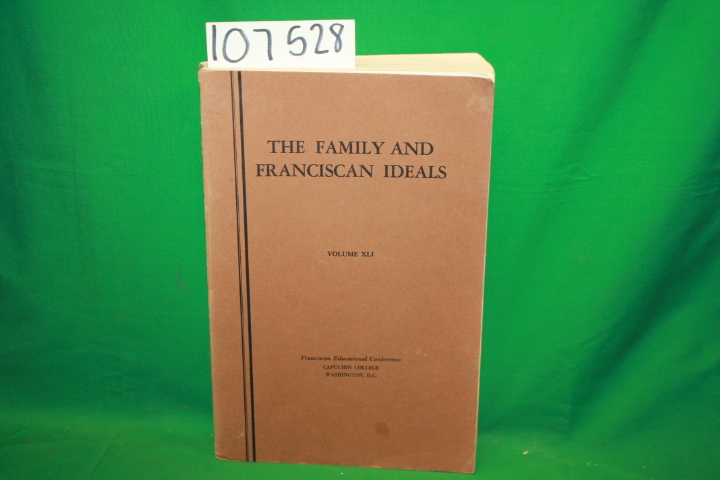 107528
THE FAMILY AND
FRANCISCAN IDEALS
VOLUME XLI
Franciscan Educational Conference
CAPUCHIN COLLEGE
WASHINGTON, D.C.